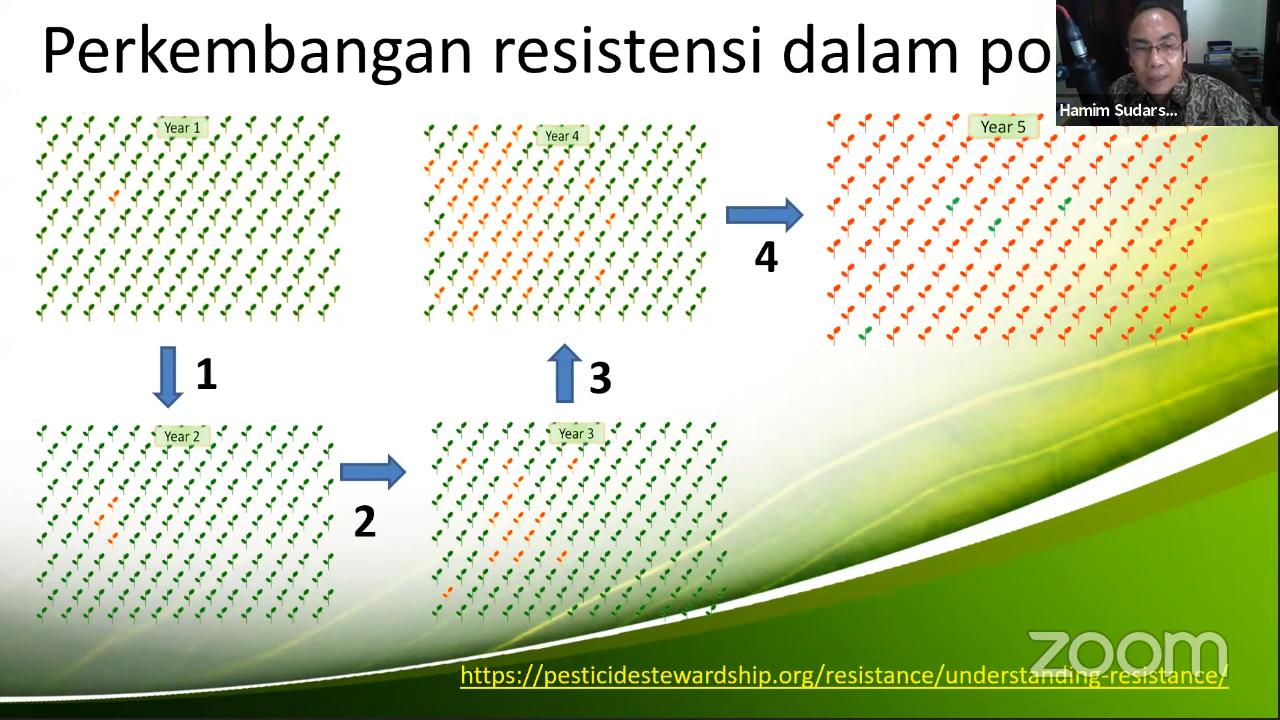 Perkembangan resistensi dalam po
Hamim Sudars...
Year 1
Year 4
Year 5
4
1
3
Year 2
Year 3
2
zoom
https://pesticidestewardship.org/resistance/understanding-resistance/